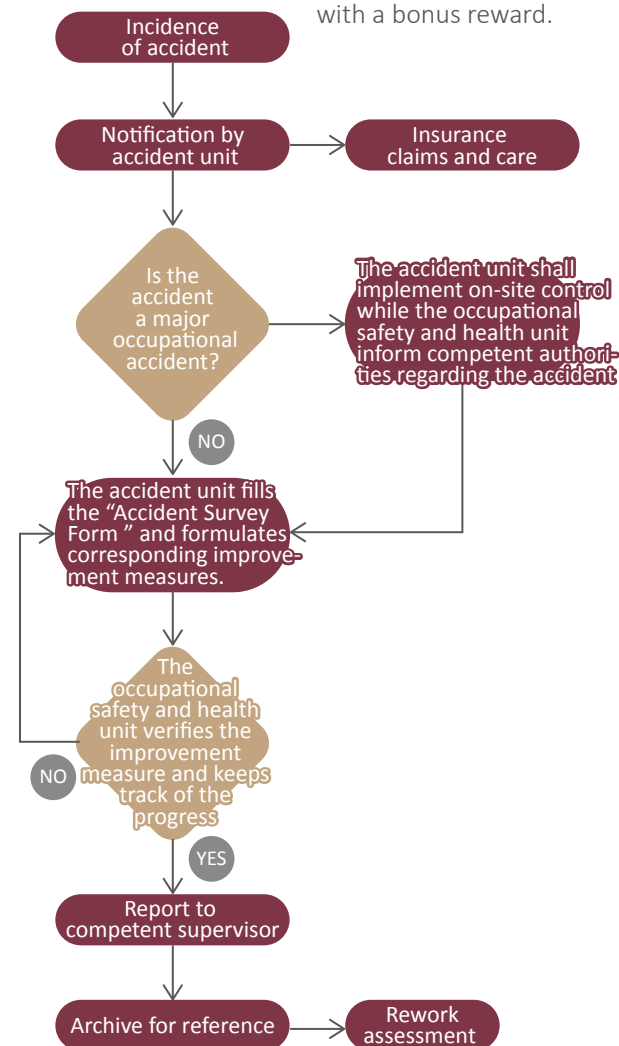 with a bonus reward.
Incidence
of accident
Notification by
accident unit
Insurance
claims and care
Is the
accident
a major
occupational
accident?
The accident unit shall
implement on-site control
while the occupational
safety and health unit
inform competent authori-
ties regarding the accident
NO
The accident unit fills
the “Accident Survey
Form ” and formulates
corresponding improve-
ment measures.
The
occupational
safety and health
unit verifies the
improvement
measure and keeps
track of the
progress
NO
YES
Report to
competent supervisor
Archive for reference
Rework
assessment